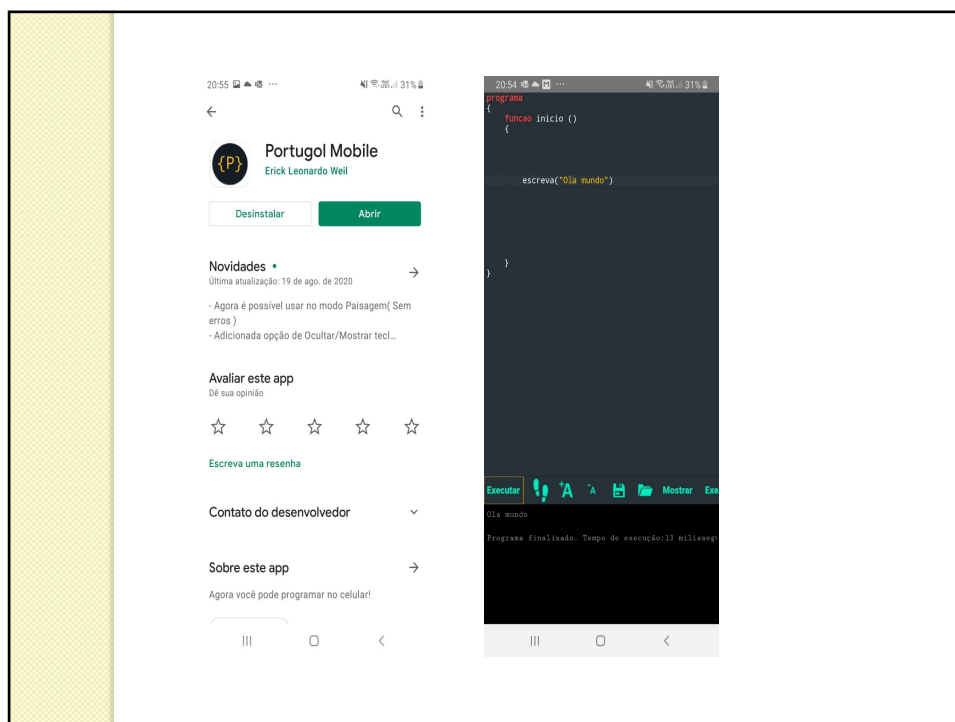 20:55
31%
{P}
Portugol Mobile
Erick Leonardo Weil
Desinstalar
Abrir
Novidades •
Última atualização: 19 de ago. de 2020
- Agora é possível usar no modo Paisagem( Sem
erros )
- Adicionada opção de Ocultar/Mostrar tecl...
Avaliar este app
Dê sua opinião
Escreva uma resenha
Contato do desenvolvedor
Sobre este app
Agora você pode programar no celular!
20:54
31%
programa
{
funcao inicio ()
{
escreva("Ola mundo")
}
}
Executar
+A
-A
Mostrar
Exe
Ola mundo
Programa finalizado. Tempo de execução:13 milissegu